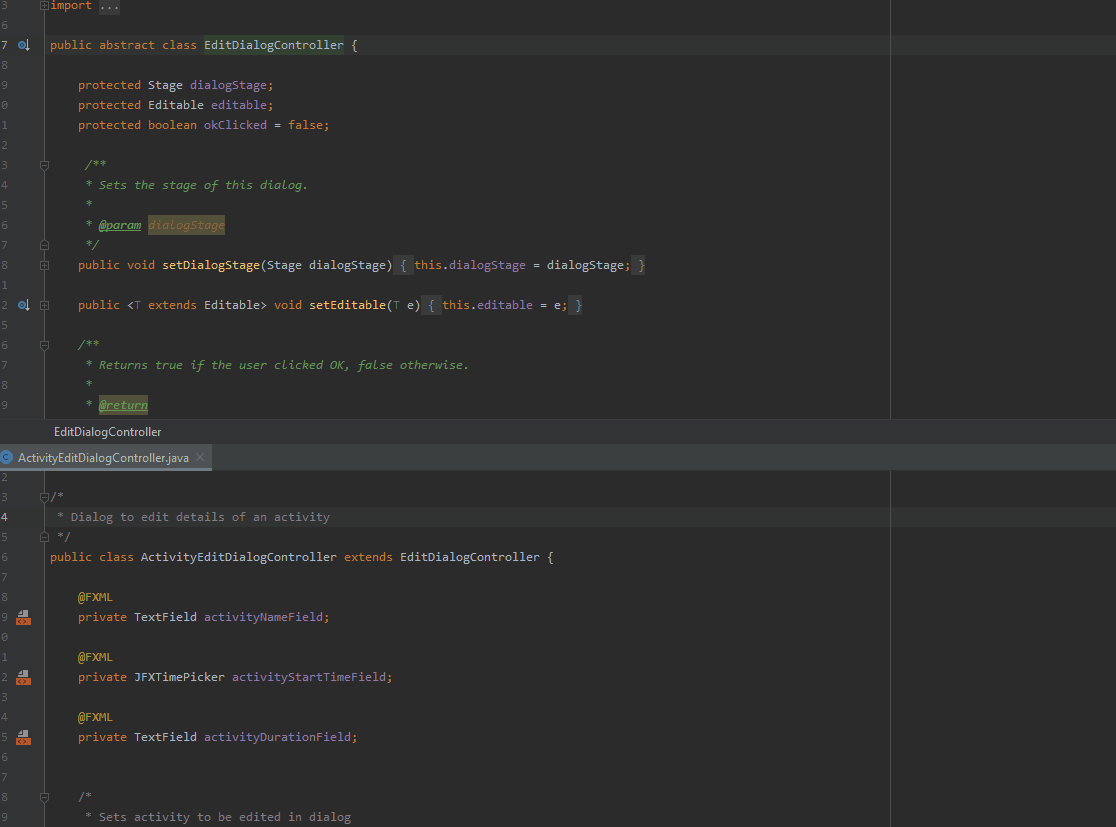 3 import ...
6
7 public abstract class EditDialogController {
8
9 protected Stage dialogStage;
0 protected Editable editable;
1 protected boolean okClicked = false;
2
3 /**
4 * Sets the stage of this dialog.
5 *
6 * @param dialogStage
7 */
8 public void setDialogStage(Stage dialogStage) { this.dialogStage = dialogStage; }
1
2 public <T extends Editable> void setEditable(T e) { this.editable = e; }
5
6 /**
7 * Returns true if the user clicked OK, false otherwise.
8 *
9 * @return
EditDialogController
C ActivityEditDialogController.java ×
2
3 /*
4 * Dialog to edit details of an activity
5 */
6 public class ActivityEditDialogController extends EditDialogController {
7
8 @FXML
9 private TextField activityNameField;
0
1 @FXML
2 private JFXTimePicker activityStartTimeField;
3
4 @FXML
5 private TextField activityDurationField;
6
7
8 /*
9 * Sets activity to be edited in dialog